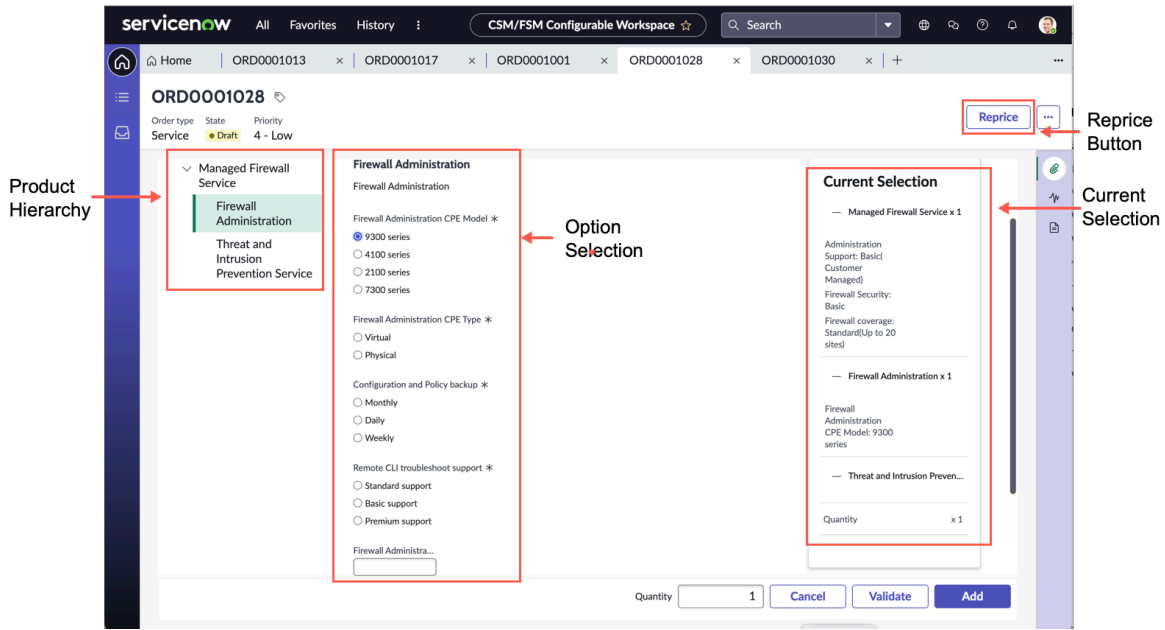 servicenow All Favorites History CSM/FSM Configurable Workspace Search
Home ORD0001013 × ORD0001017 × ORD0001001 × ORD0001028 × ORD0001030 × +
ORD0001028
Order type State Priority
Service Draft 4 - Low
Reprice
Reprice
Button
Product
Hierarchy
Managed Firewall
Service
Firewall
Administration
Threat and
Intrusion
Prevention Service
Firewall Administration
Firewall Administration
Firewall Administration CPE Model *
9300 series
4100 series
2100 series
7300 series
Firewall Administration CPE Type *
Virtual
Physical
Configuration and Policy backup *
Monthly
Daily
Weekly
Remote CLI troubleshoot support *
Standard support
Basic support
Premium support
Firewall Administra...
Option
Selection
Current Selection
Managed Firewall Service x 1
Administration
Support: Basic(
Customer
Managed)
Firewall Security:
Basic
Firewall coverage:
Standard(Up to 20
sites)
Firewall Administration x 1
Firewall
Administration
CPE Model: 9300
series
Threat and Intrusion Preven...
Quantity x 1
Current
Selection
Quantity 1 Cancel Validate Add